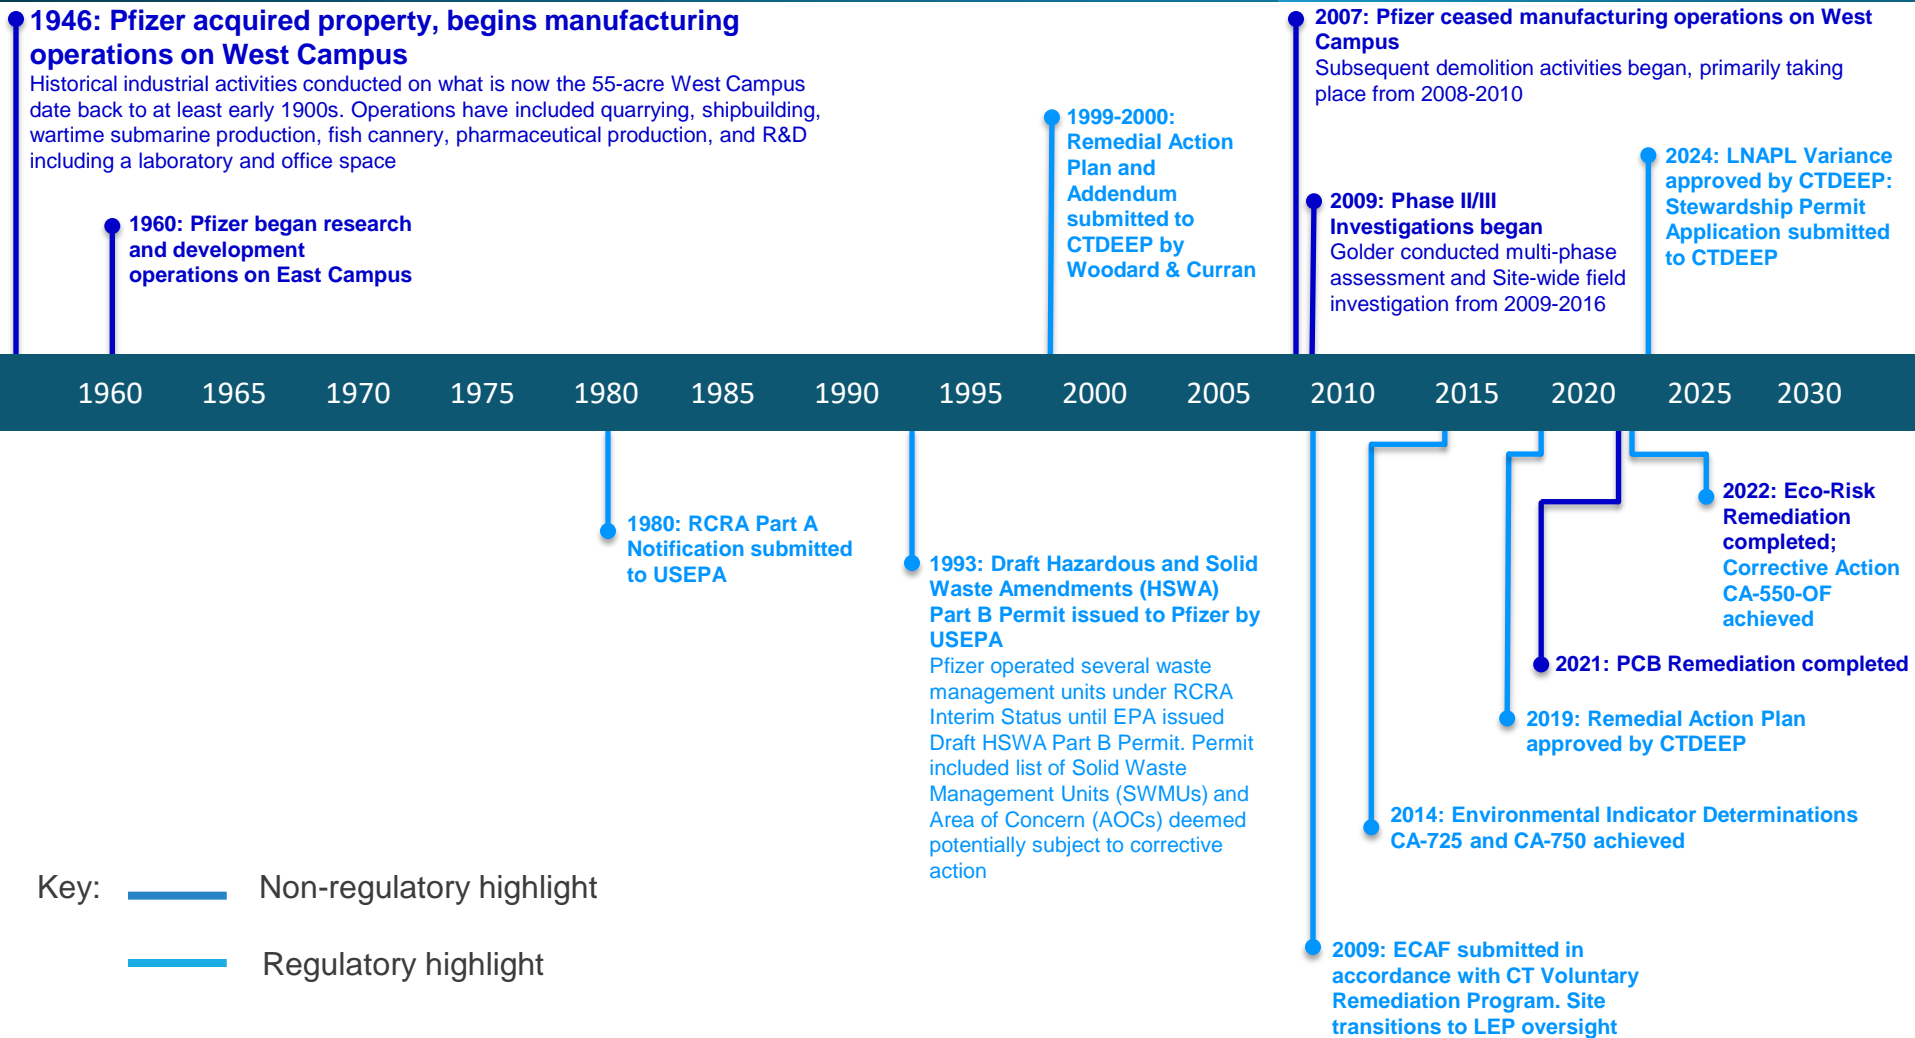 1946: Pfizer acquired property, begins manufacturing
operations on West Campus
Historical industrial activities conducted on what is now the 55-acre West Campus
date back to at least early 1900s. Operations have included quarrying, shipbuilding,
wartime submarine production, fish cannery, pharmaceutical production, and R&D
including a laboratory and office space
1960: Pfizer began research
and development
operations on East Campus
1999-2000:
Remedial Action
Plan and
Addendum
submitted to
CTDEEP by
Woodard & Curran
2007: Pfizer ceased manufacturing operations on West
Campus
Subsequent demolition activities began, primarily taking
place from 2008-2010
2009: Phase II/III
Investigations began
Golder conducted multi-phase
assessment and Site-wide field
investigation from 2009-2016
2024: LNAPL Variance
approved by CTDEEP:
Stewardship Permit
Application submitted
to CTDEEP
1960 1965 1970 1975 1980 1985 1990 1995 2000 2005 2010 2015 2020 2025 2030
1980: RCRA Part A
Notification submitted
to USEPA
1993: Draft Hazardous and Solid
Waste Amendments (HSWA)
Part B Permit issued to Pfizer by
USEPA
Pfizer operated several waste
management units under RCRA
Interim Status until EPA issued
Draft HSWA Part B Permit. Permit
included list of Solid Waste
Management Units (SWMUs) and
Area of Concern (AOCs) deemed
potentially subject to corrective
action
2022: Eco-Risk
Remediation
completed;
Corrective Action
CA-550-OF
achieved
2021: PCB Remediation completed
2019: Remedial Action Plan
approved by CTDEEP
2014: Environmental Indicator Determinations
CA-725 and CA-750 achieved
2009: ECAF submitted in
accordance with CT Voluntary
Remediation Program. Site
transitions to LEP oversight
Key: Non-regulatory highlight
Regulatory highlight